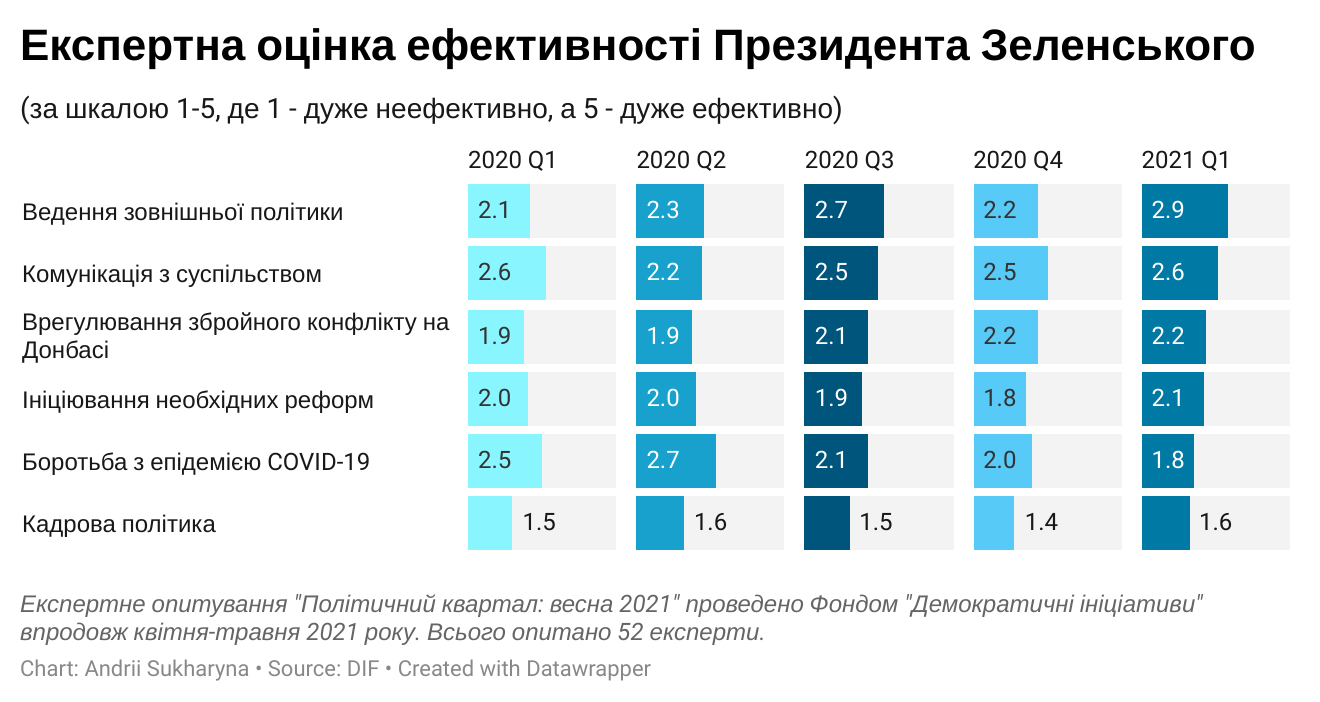 Експертна оцінка ефективності Президента Зеленського
(за шкалою 1-5, де 1 - дуже неефективно, а 5 - дуже ефективно)
2020 Q1 2020 Q2 2020 Q3 2020 Q4 2021 Q1
Ведення зовнішньої політики 2.1 2.3 2.7 2.2 2.9
Комунікація з суспільством 2.6 2.2 2.5 2.5 2.6
Врегулювання збройного конфлікту на
Донбасі 1.9 1.9 2.1 2.2 2.2
Ініціювання необхідних реформ 2.0 2.0 1.9 1.8 2.1
Боротьба з епідемією COVID-19 2.5 2.7 2.1 2.0 1.8
Кадрова політика 1.5 1.6 1.5 1.4 1.6
Експертне опитування "Політичний квартал: весна 2021" проведено Фондом "Демократичні ініціативи"
впродовж квітня-травня 2021 року. Всього опитано 52 експерти.
Chart: Andrii Sukharyna • Source: DIF • Created with Datawrapper